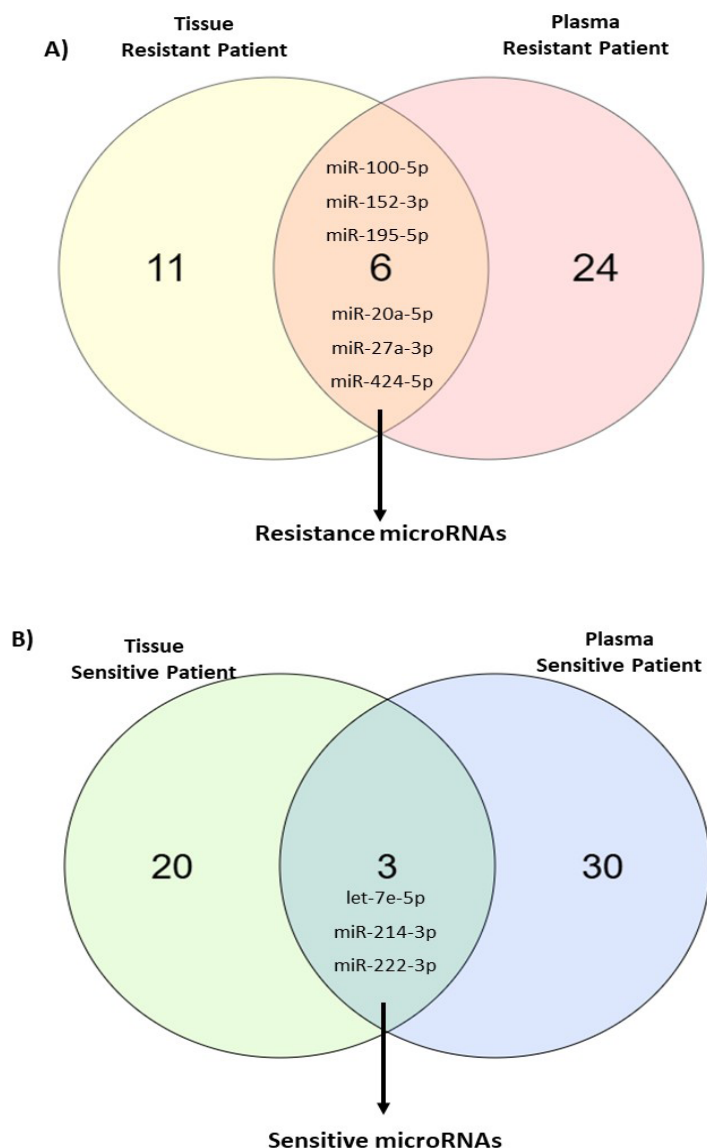 A)
Tissue
Resistant Patient
Plasma
Resistant Patient
miR-100-5p
miR-152-3p
miR-195-5p
11
6
24
miR-20a-5p
miR-27a-3p
miR-424-5p
Resistance microRNAs
B)
Tissue
Sensitive Patient
Plasma
Sensitive Patient
20
3
30
let-7e-5p
miR-214-3p
miR-222-3p
Sensitive microRNAs